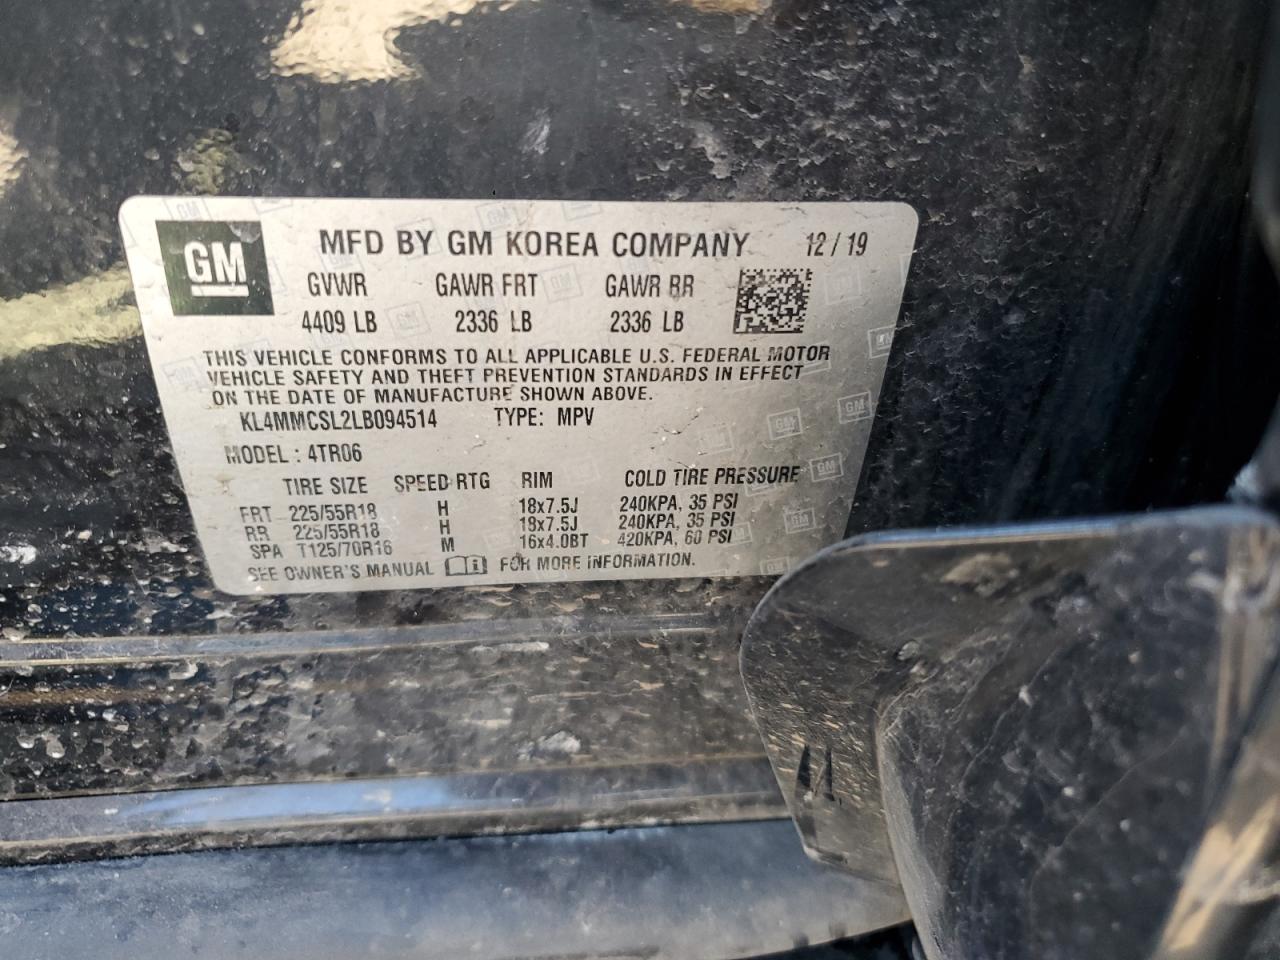 GM MFD BY GM KOREA COMPANY 12 / 19
GVWR GAWR FRT GAWR RR
4409 LB 2336 LB 2336 LB
THIS VEHICLE CONFORMS TO ALL APPLICABLE U.S. FEDERAL MOTOR
VEHICLE SAFETY AND THEFT PREVENTION STANDARDS IN EFFECT
ON THE DATE OF MANUFACTURE SHOWN ABOVE.
KL4MMCSL2LB094514 TYPE: MPV
MODEL : 4TR06
TIRE SIZE SPEED RTG RIM COLD TIRE PRESSURE
FRT 225/55R18 H 18x7.5J 240KPA, 35 PSI
RR 225/55R18 H 18x7.5J 240KPA, 35 PSI
SPA T125/70R16 M 16x4.0BT 420KPA, 60 PSI
SEE OWNER'S MANUAL FOR MORE INFORMATION.